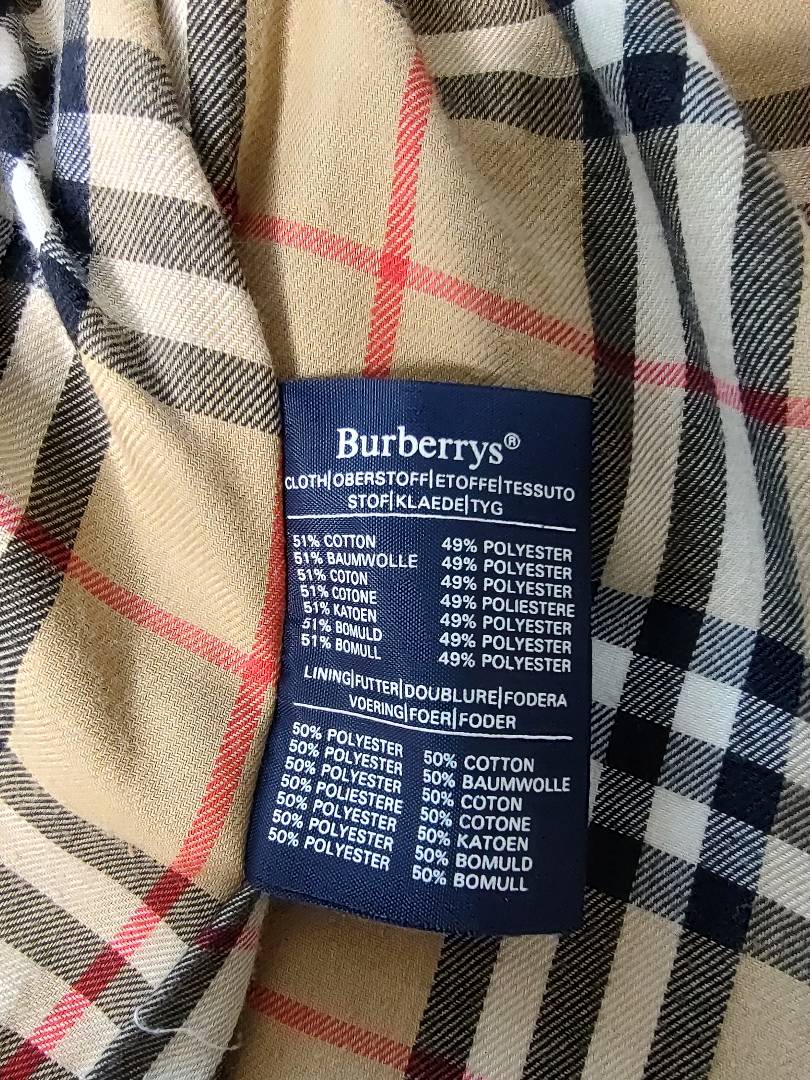 Burberrys®
CLOTH|OBERSTOFF|ETOFFE|TESSUTO
STOF|KLAEDE|TYG
51% COTTON 49% POLYESTER
51% BAUMWOLLE 49% POLYESTER
51% COTON 49% POLYESTER
51% COTONE 49% POLIESTERE
51% KATOEN 49% POLYESTER
51% BOMULD 49% POLYESTER
51% BOMULL 49% POLYESTER
LINING|FUTTER|DOUBLURE|FODERA
VOERING|FOER|FODER
50% POLYESTER 50% COTTON
50% POLYESTER 50% BAUMWOLLE
50% POLYESTER 50% COTON
50% POLIESTERE 50% COTONE
50% POLYESTER 50% KATOEN
50% POLYESTER 50% BOMULD
50% POLYESTER 50% BOMULL